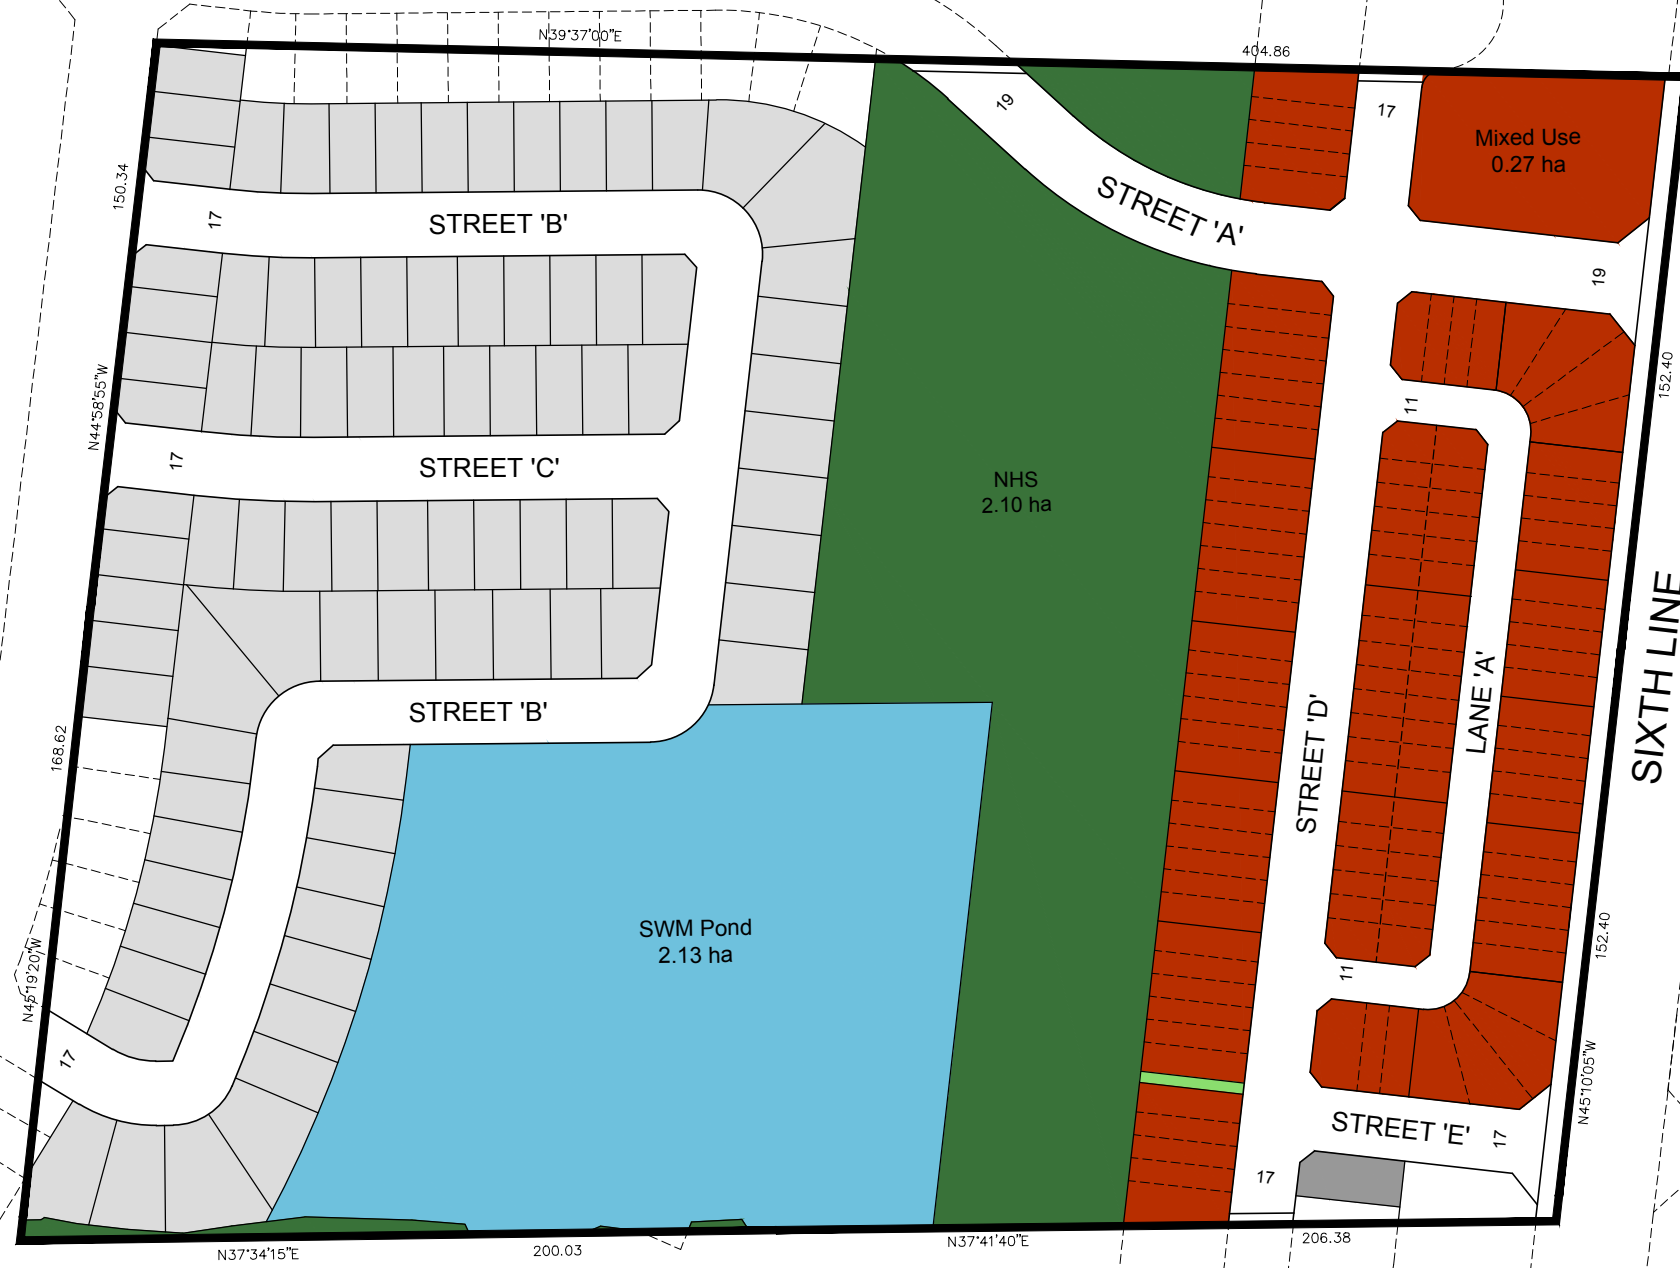 N39°37'00"E
404.86
19
17
Mixed Use
0.27 ha
150.34
STREET 'A'
17
STREET 'B'
19
152.40
N44°58'55"W
11
17
STREET 'C'
NHS
2.10 ha
SIXTH LINE
LANE 'A'
STREET 'B'
STREET 'D'
168.62
SWM Pond
2.13 ha
152.40
N45°19'20"W
11
17
N45°10'05"W
STREET 'E'
17
17
N37°34'15"E
200.03
N37°41'40"E
206.38